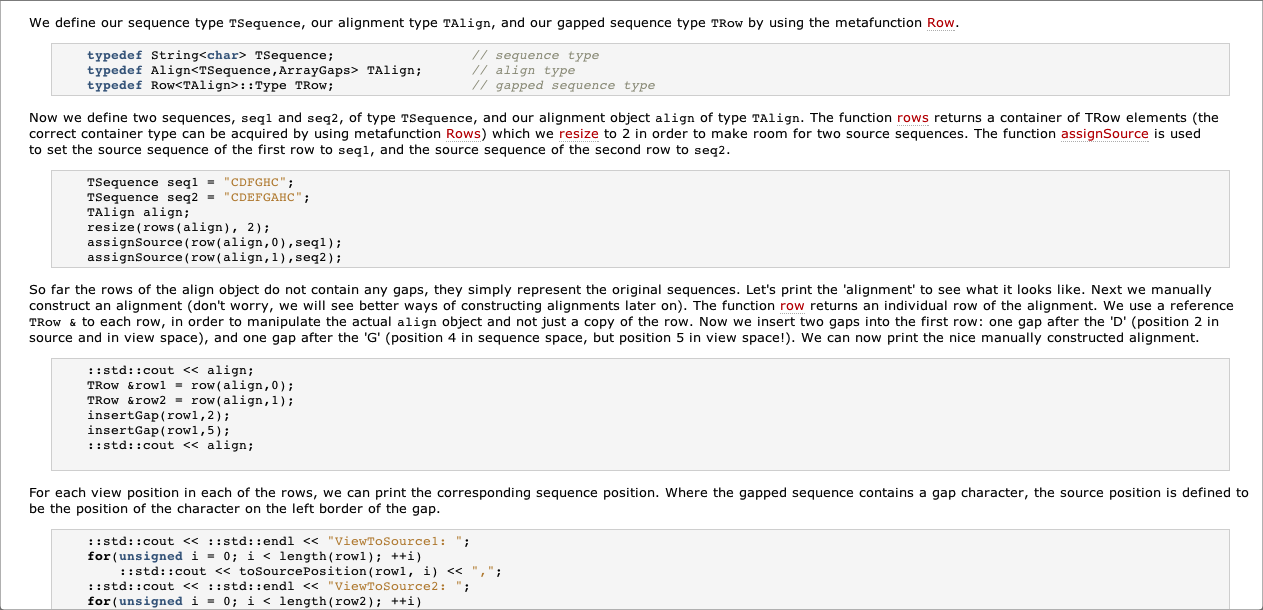 We define our sequence type TSequence, our alignment type TAlign, and our gapped sequence type TRow by using the metafunction Row.
typedef String<char> TSequence; // sequence type
typedef Align<TSequence,ArrayGaps> TAlign; // align type
typedef Row<TAlign>::Type TRow; // gapped sequence type
Now we define two sequences, seq1 and seq2, of type TSequence, and our alignment object align of type TAlign. The function rows returns a container of TRow elements (the
correct container type can be acquired by using metafunction Rows) which we resize to 2 in order to make room for two source sequences. The function assignSource is used
to set the source sequence of the first row to seq1, and the source sequence of the second row to seq2.
TSequence seq1 = "CDFGHC";
TSequence seq2 = "CDEFGAHC";
TAlign align;
resize(rows(align), 2);
assignSource(row(align,0),seq1);
assignSource(row(align,1),seq2);
So far the rows of the align object do not contain any gaps, they simply represent the original sequences. Let's print the 'alignment' to see what it looks like. Next we manually
construct an alignment (don't worry, we will see better ways of constructing alignments later on). The function row returns an individual row of the alignment. We use a reference
TRow & to each row, in order to manipulate the actual align object and not just a copy of the row. Now we insert two gaps into the first row: one gap after the 'D' (position 2 in
source and in view space), and one gap after the 'G' (position 4 in sequence space, but position 5 in view space!). We can now print the nice manually constructed alignment.
::std::cout << align;
TRow &row1 = row(align,0);
TRow &row2 = row(align,1);
insertGap(row1,2);
insertGap(row1,5);
::std::cout << align;
For each view position in each of the rows, we can print the corresponding sequence position. Where the gapped sequence contains a gap character, the source position is defined to
be the position of the character on the left border of the gap.
::std::cout << ::std::endl << "ViewToSource1: ";
for(unsigned i = 0; i < length(row1); ++i)
::std::cout << toSourcePosition(row1, i) << ",";
::std::cout << ::std::endl << "ViewToSource2: ";
for(unsigned i = 0; i < length(row2); ++i)